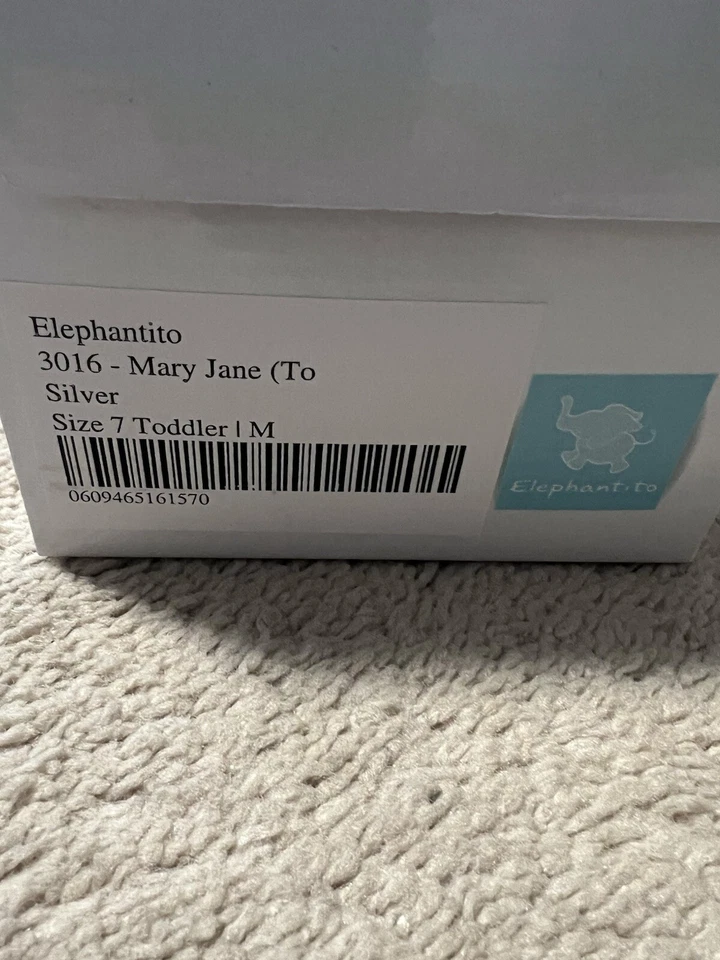 Elephantito
3016 - Mary Jane (To
Silver
Size 7 Toddler | M
0609465161570
Elephantito